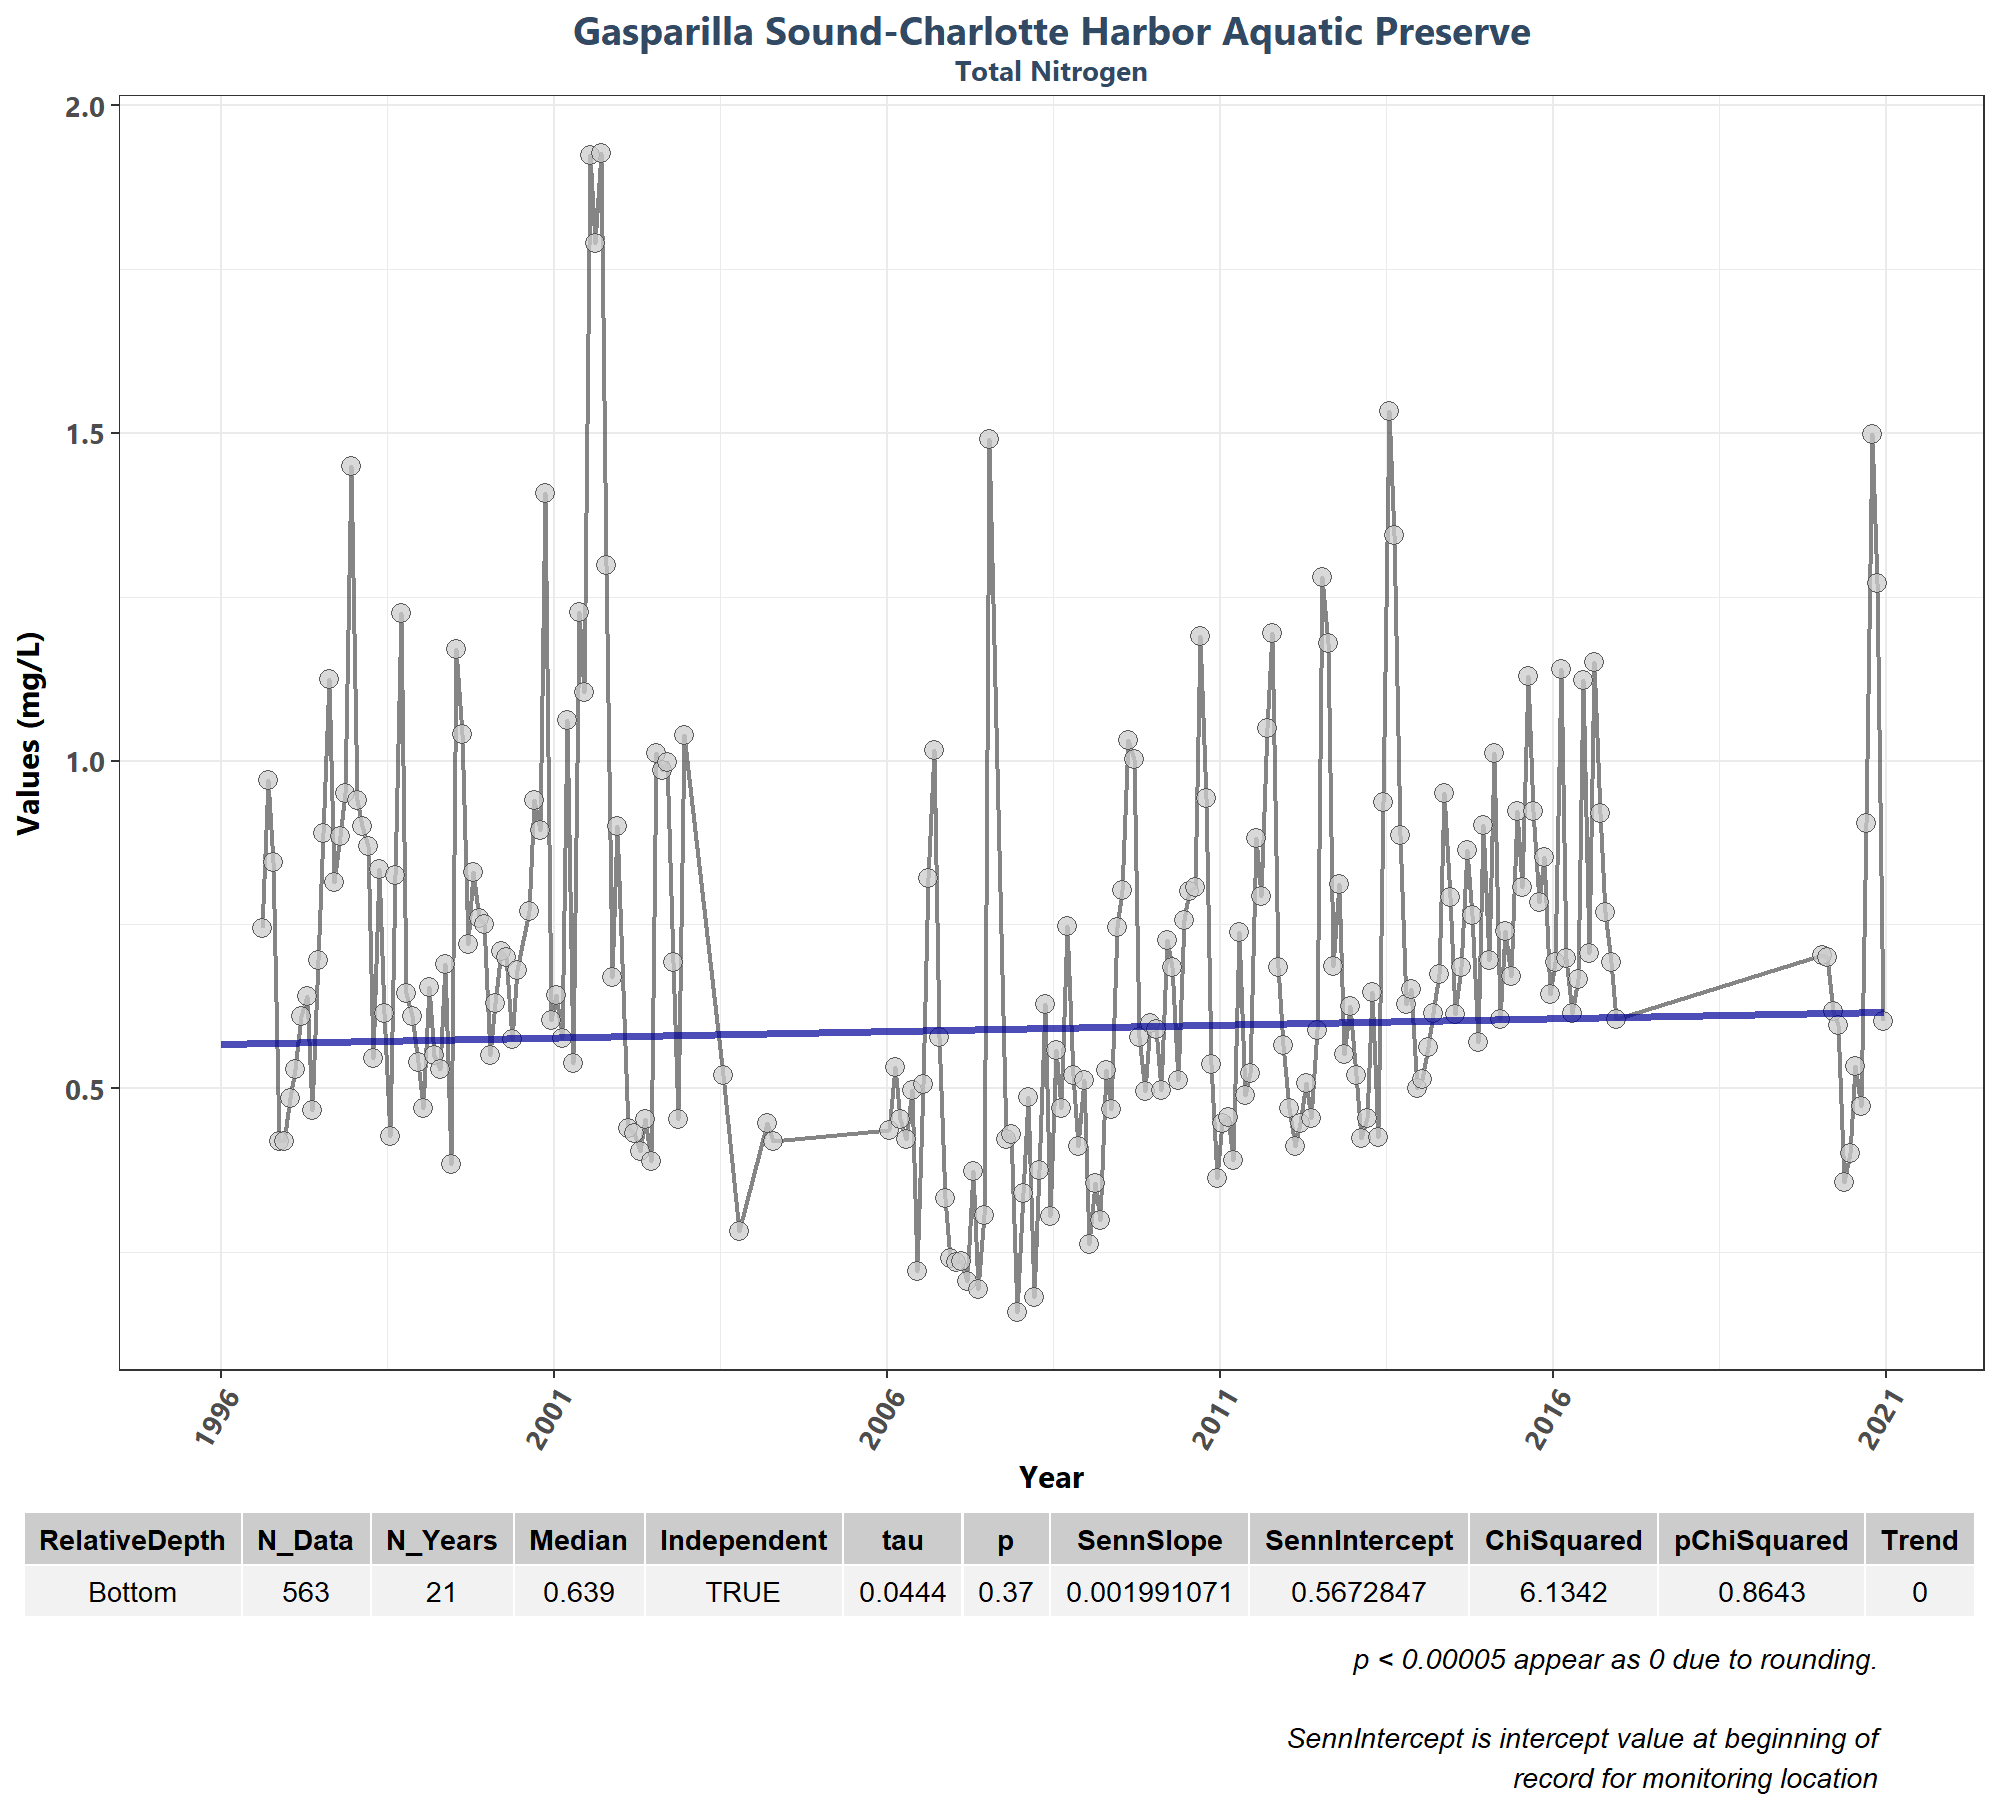 Gasparilla Sound-Charlotte Harbor Aquatic Preserve
Total Nitrogen
2.0
1.5
1.0
0.5
Values (mg/L)
1996
2001
2006
2011
2016
2021
Year
RelativeDepth N_Data N_Years Median Independent tau p SennSlope SennIntercept ChiSquared pChiSquared Trend
Bottom 563 21 0.639 TRUE 0.0444 0.37 0.001991071 0.5672847 6.1342 0.8643 0
p < 0.00005 appear as 0 due to rounding.
SennIntercept is intercept value at beginning of
record for monitoring location